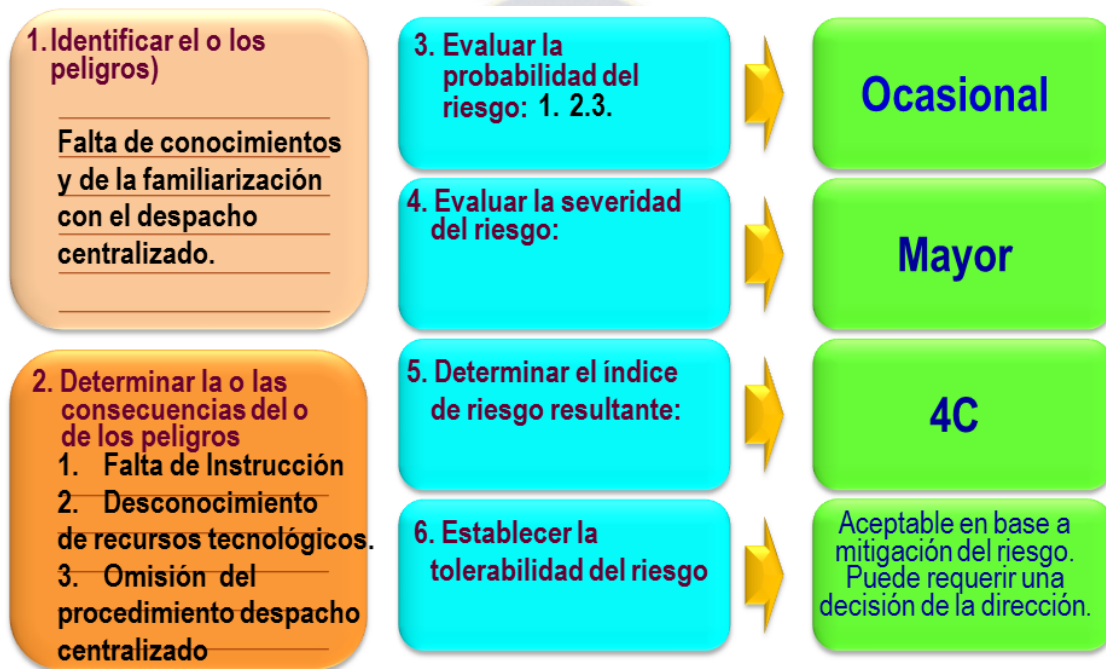 1. Identificar el o los
peligros)
Falta de conocimientos
y de la familiarización
con el despacho
centralizado.
2. Determinar la o las
consecuencias del o
de los peligros
1. Falta de Instrucción
2. Desconocimiento
de recursos tecnológicos.
3. Omisión del
procedimiento despacho
centralizado
3. Evaluar la
probabilidad del
riesgo: 1. 2.3.
Ocasional
4. Evaluar la severidad
del riesgo:
Mayor
5. Determinar el índice
de riesgo resultante:
4C
6. Establecer la
tolerabilidad del riesgo
Aceptable en base a
mitigación del riesgo.
Puede requerir una
decisión de la dirección.